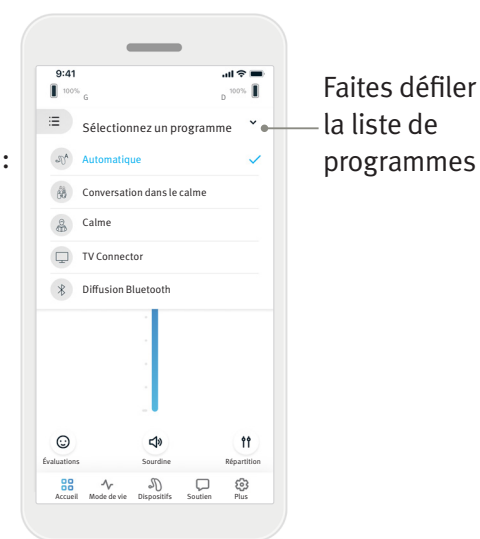 9:41
100% G
D 100%
Sélectionnez un programme
Automatique
Conversation dans le calme
Calme
TV Connector
Diffusion Bluetooth
Évaluations Sourdine Répartition
Accueil Mode de vie Dispositifs Soutien Plus
:
Faites défiler
la liste de
programmes